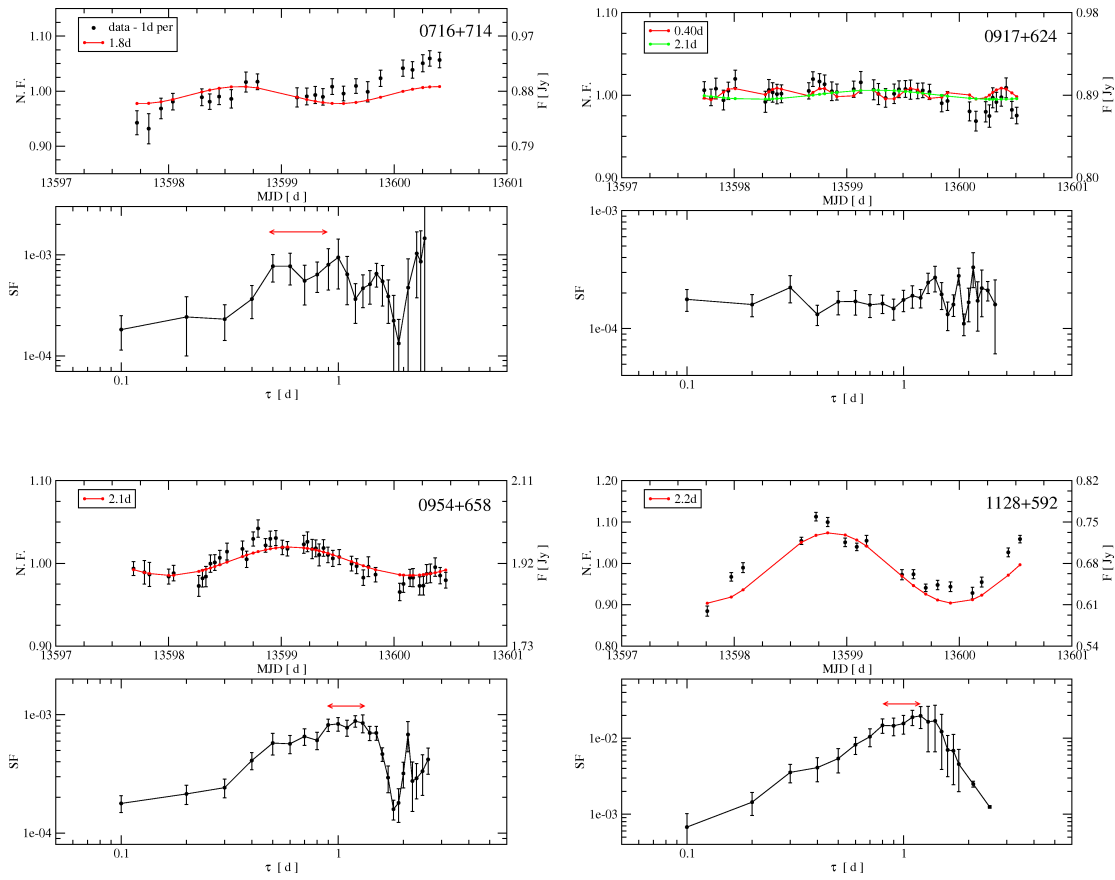 data - 1d per
1.8d
0716+714
1.10
1.00
0.90
N. F.
0.97
0.88
0.79
F [ Jy ]
13597 13598 13599 13600 13601
MJD [ d ]
1e-03
1e-04
SF
0.1 1
τ [ d ]
0.40d
2.1d
0917+624
1.10
1.00
0.90
N. F.
0.98
0.89
0.80
F [ Jy ]
13597 13598 13599 13600 13601
MJD [ d ]
1e-03
1e-04
SF
0.1 1
τ [ d ]
2.1d
0954+658
1.10
1.00
0.90
N. F.
2.11
1.92
1.73
F [ Jy ]
13597 13598 13599 13600 13601
MJD [ d ]
1e-03
1e-04
SF
0.1 1
τ [ d ]
2.2d
1128+592
1.20
1.10
1.00
0.90
0.80
N. F.
0.82
0.75
0.68
0.61
0.54
F [ Jy ]
13597 13598 13599 13600 13601
MJD [ d ]
1e-02
1e-03
SF
0.1 1
τ [ d ]